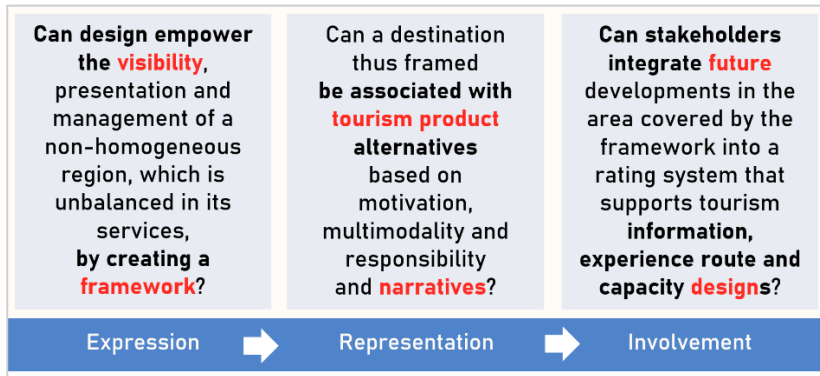 Can design empower
the visibility,
presentation and
management of a
non-homogeneous
region, which is
unbalanced in its
services,
by creating a
framework?
Can a destination
thus framed
be associated with
tourism product
alternatives
based on
motivation,
multimodality and
responsibility
and narratives?
Can stakeholders
integrate future
developments in the
area covered by the
framework into a
rating system that
supports tourism
information,
experience route and
capacity designs?
Expression
Representation
Involvement